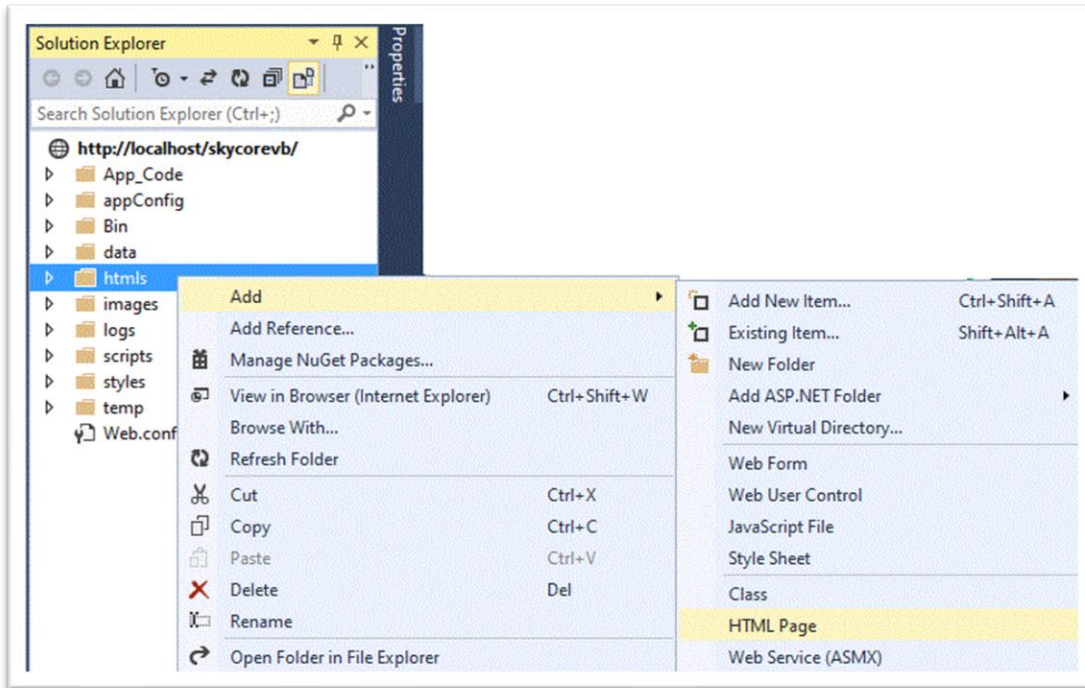 Solution Explorer
Properties
Search Solution Explorer (Ctrl+;)
http://localhost/skycorevb/
App_Code
appConfig
Bin
data
htmls
images
logs
scripts
styles
temp
Web.conf
Add
Add Reference...
Manage NuGet Packages...
View in Browser (Internet Explorer) Ctrl+Shift+W
Browse With...
Refresh Folder
Cut Ctrl+X
Copy Ctrl+C
Paste Ctrl+V
Delete Del
Rename
Open Folder in File Explorer
Add New Item... Ctrl+Shift+A
Existing Item... Shift+Alt+A
New Folder
Add ASP.NET Folder
New Virtual Directory...
Web Form
Web User Control
JavaScript File
Style Sheet
Class
HTML Page
Web Service (ASMX)